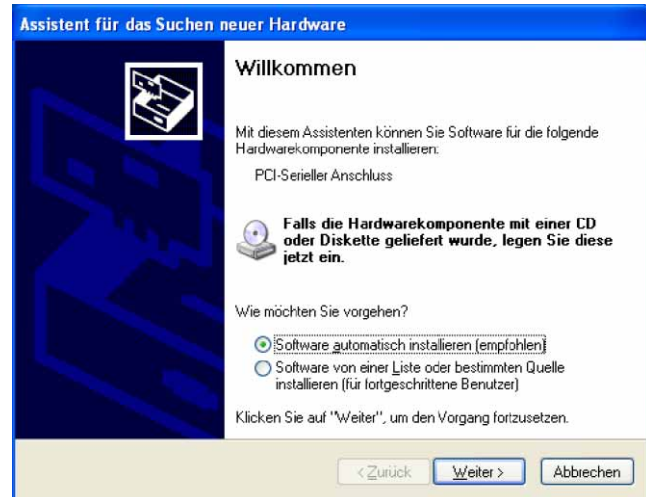 Assistent für das Suchen neuer Hardware
Willkommen
Mit diesem Assistenten können Sie Software für die folgende
Hardwarekomponente installieren:
PCI-Serieller Anschluss
Falls die Hardwarekomponente mit einer CD
oder Diskette geliefert wurde, legen Sie diese
jetzt ein.
Wie möchten Sie vorgehen?
Software automatisch installieren (empfohlen)
Software von einer Liste oder bestimmten Quelle
installieren (für fortgeschrittene Benutzer)
Klicken Sie auf "Weiter", um den Vorgang fortzusetzen.
< Zurück Weiter > Abbrechen